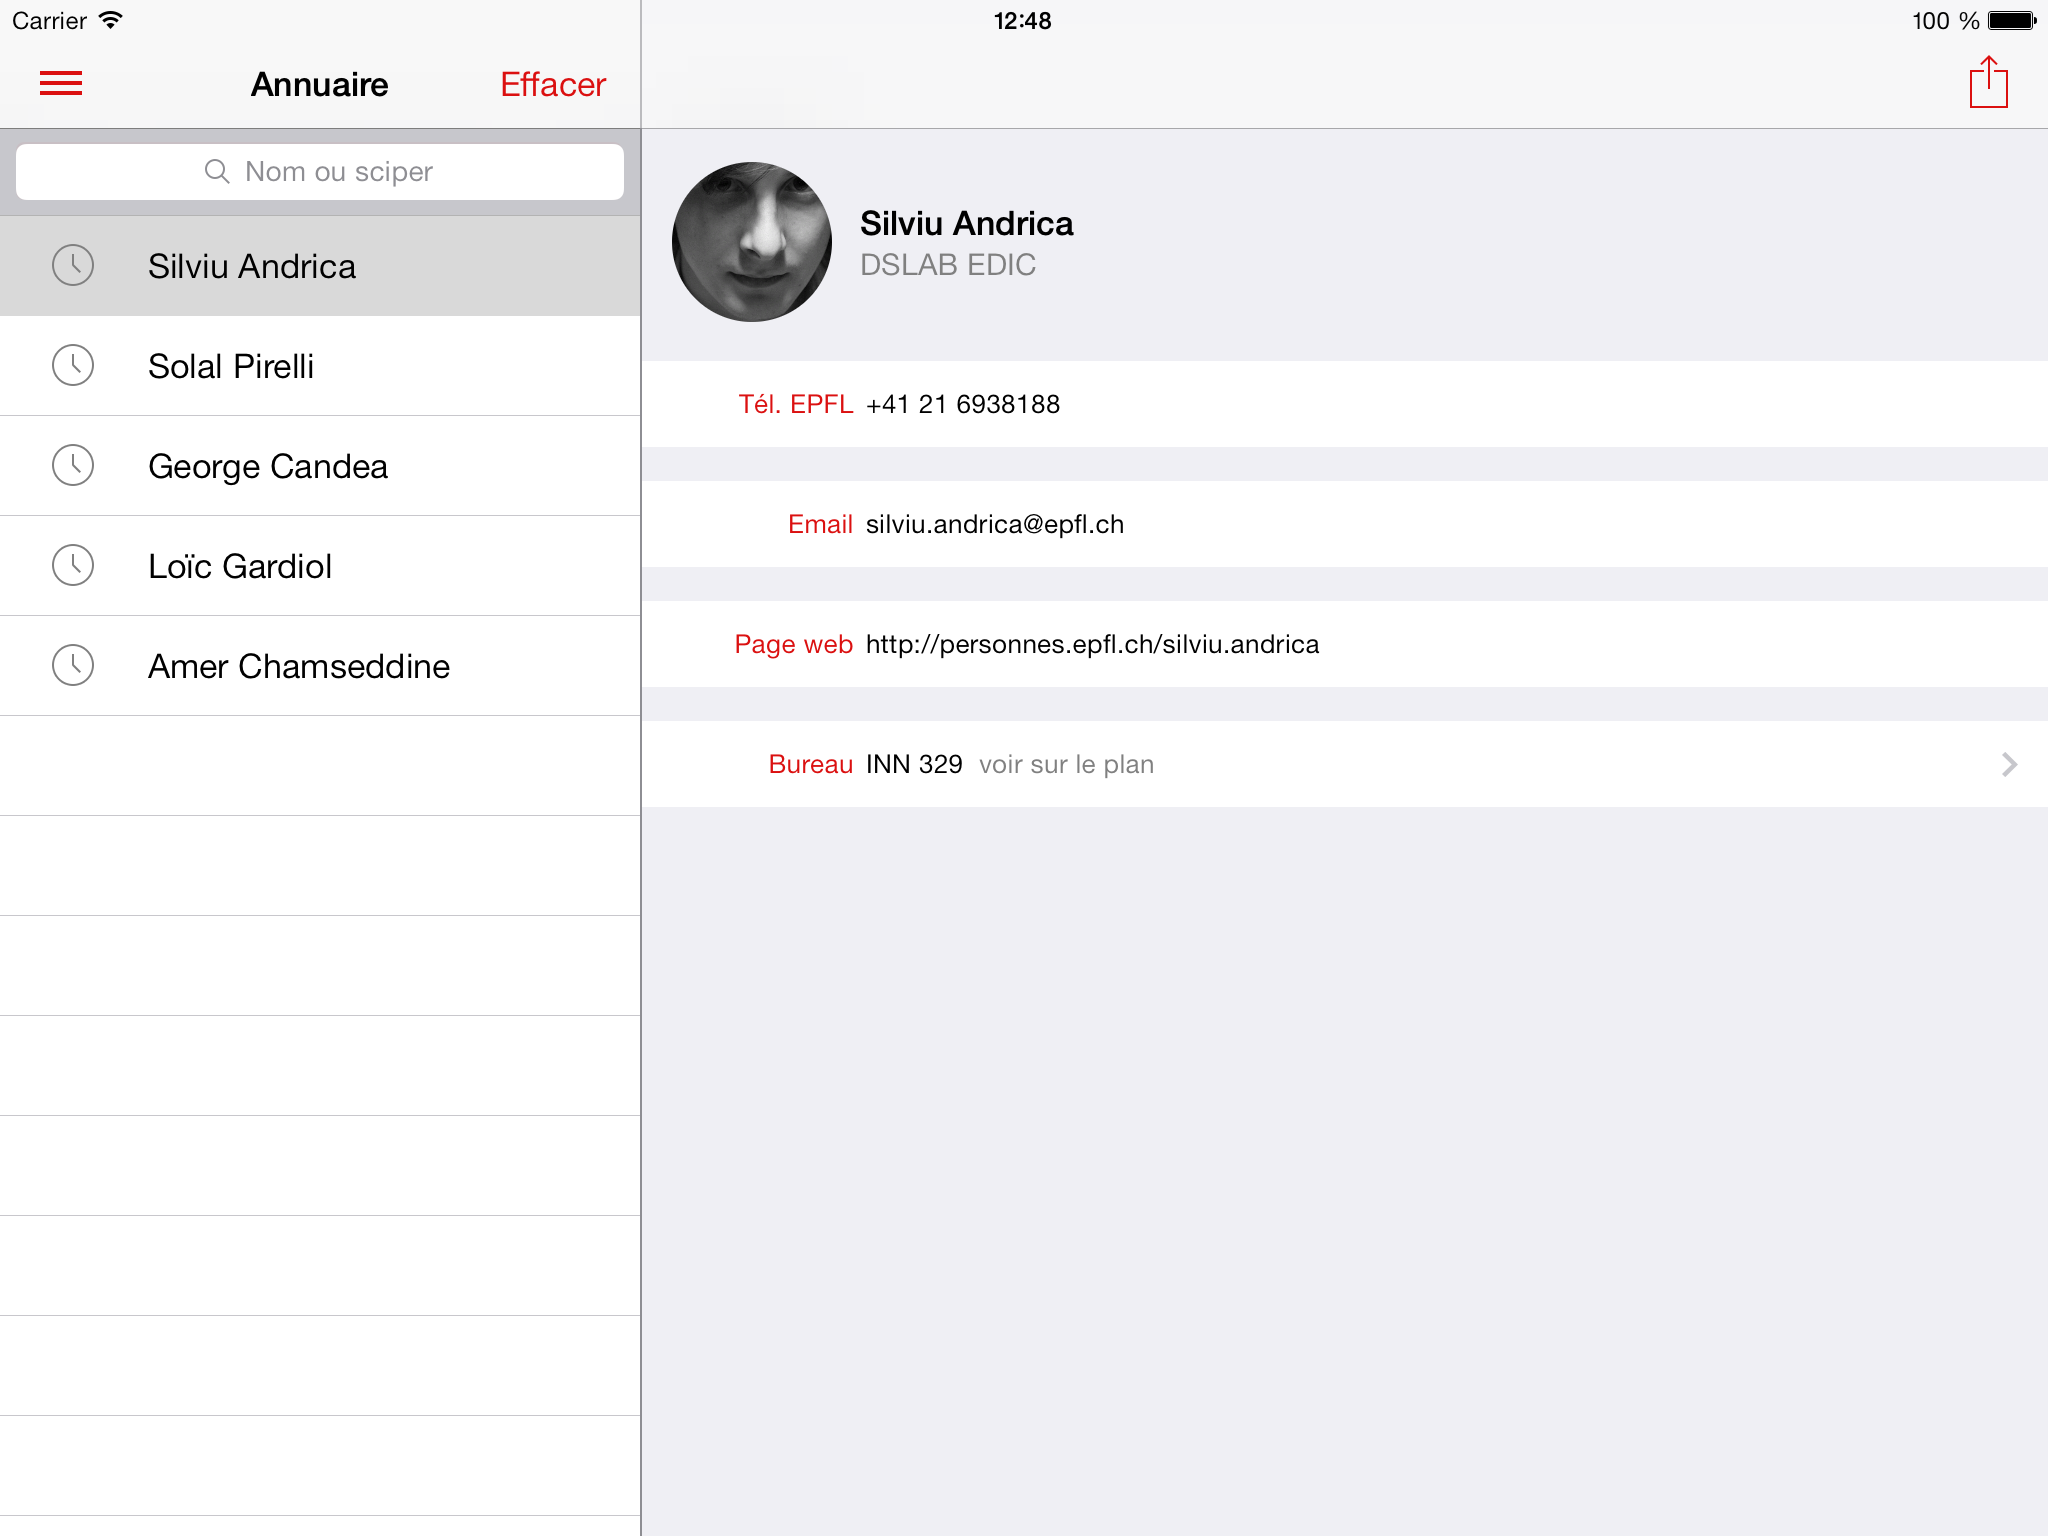 Carrier 12:48 100 %
Annuaire Effacer
Nom ou sciper
Silviu Andrica
Solal Pirelli
George Candea
Loïc Gardiol
Amer Chamseddine
Silviu Andrica
DSLAB EDIC
Tél. EPFL +41 21 6938188
Email silviu.andrica@epfl.ch
Page web http://personnes.epfl.ch/silviu.andrica
Bureau INN 329 voir sur le plan